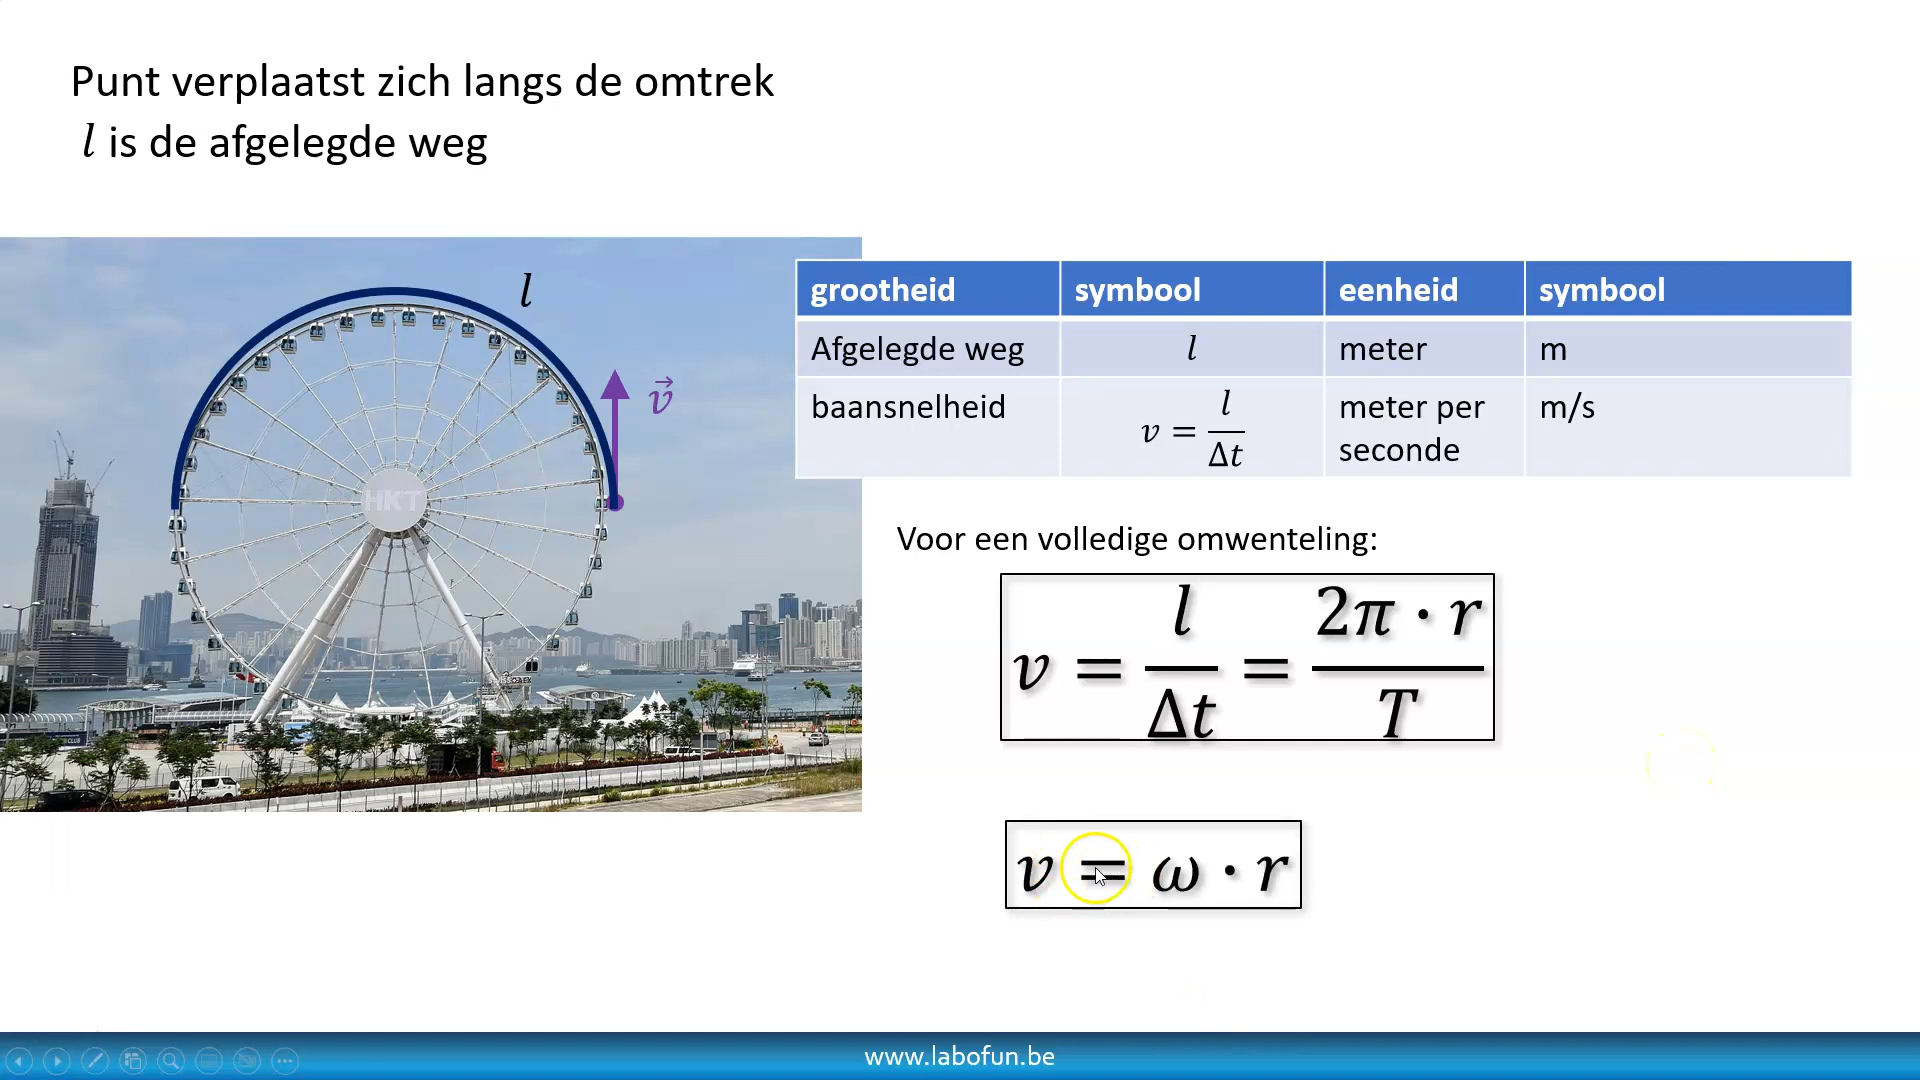 Punt verplaatst zich langs de omtrek
l is de afgelegde weg
l
v⃗
HKT
grootheid symbool eenheid symbool
Afgelegde weg l meter m
baansnelheid v = l/Δt meter per seconde m/s
Voor een volledige omwenteling:
v = l/Δt = 2π · r/T
v = ω · r
www.labofun.be